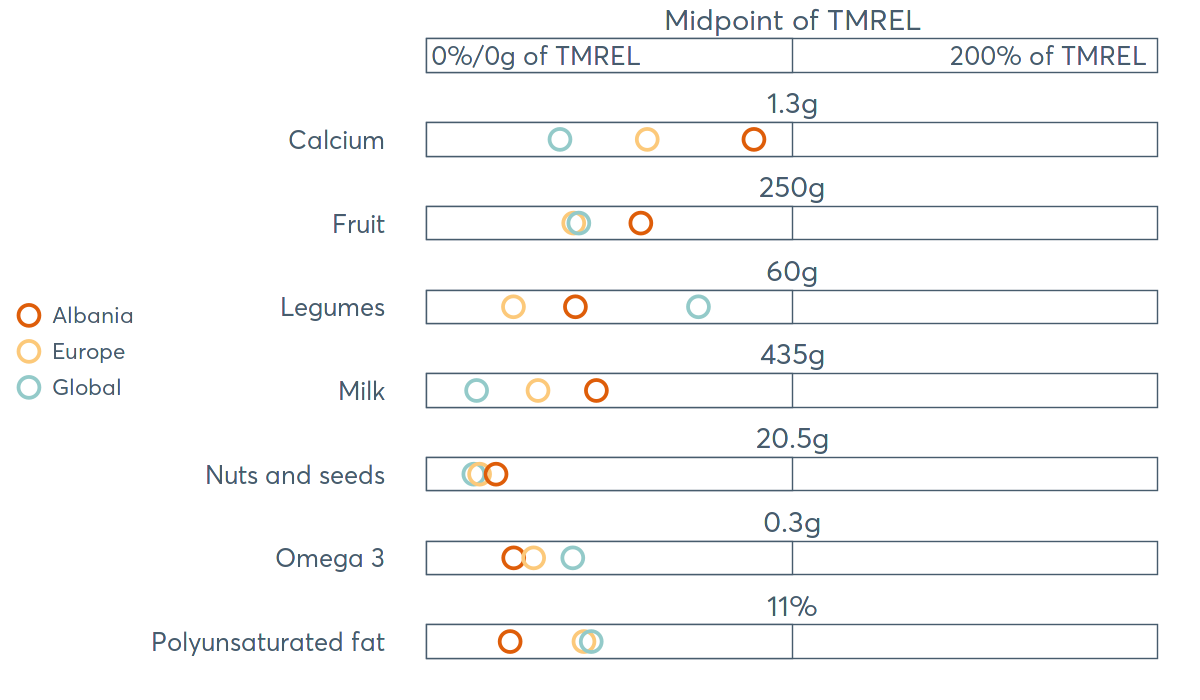 Midpoint of TMREL
0%/0g of TMREL 200% of TMREL
1.3g
Calcium
250g
Fruit
60g
Legumes
Albania
Europe
Global
435g
Milk
20.5g
Nuts and seeds
0.3g
Omega 3
11%
Polyunsaturated fat